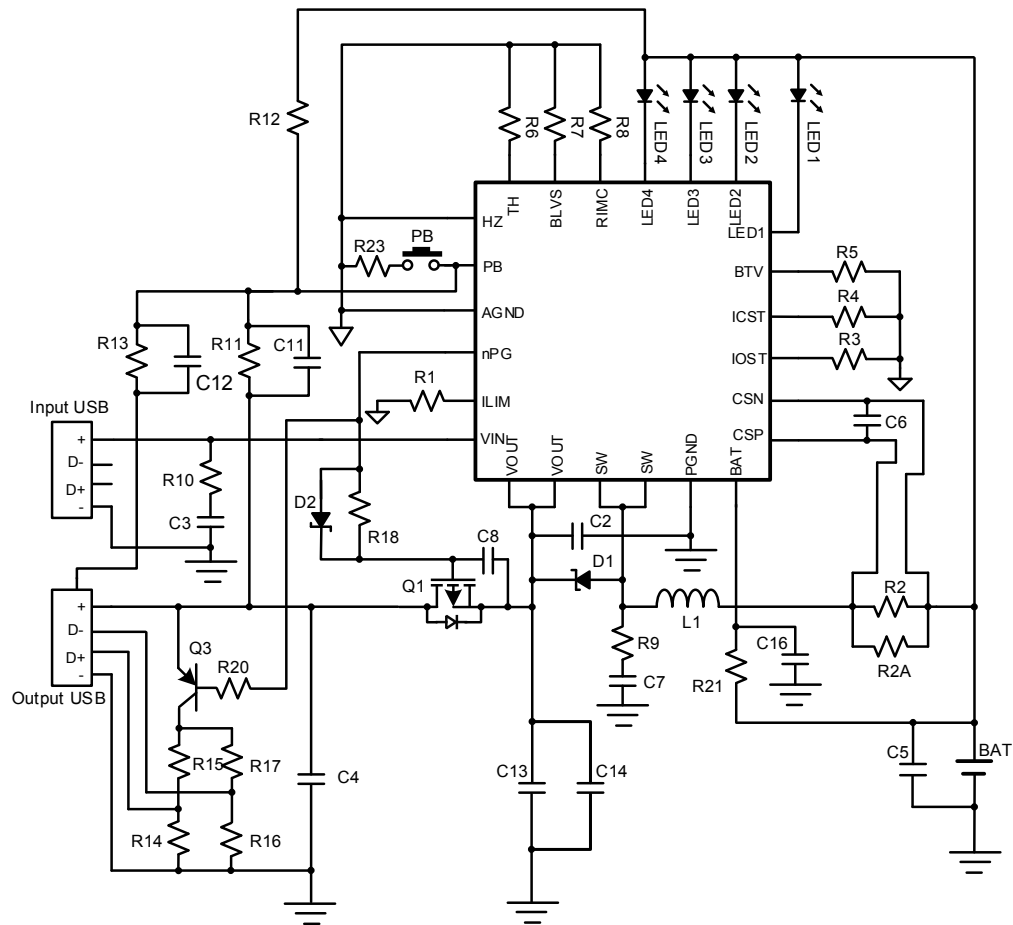 R12
R6
R7
R8
LED4
LED3
LED2
LED1
TH
BLVS
RIMC
LED4
LED3
LED2
LED1
HZ
PB
R23
PB
BTV
R5
AGND
ICST
R4
R13
C12
R11
C11
nPG
IOST
R3
R1
ILIM
CSN
C6
Input USB
+
D-
D+
-
VIN
CSP
VOUT
VOUT
SW
SW
PGND
BAT
R10
C3
D2
R18
C8
C2
D1
Q1
R2
R2A
L1
Output USB
+
D-
D+
-
Q3
R20
R9
C7
R21
C16
R15
R17
C4
C13
C14
C5
BAT
R14
R16